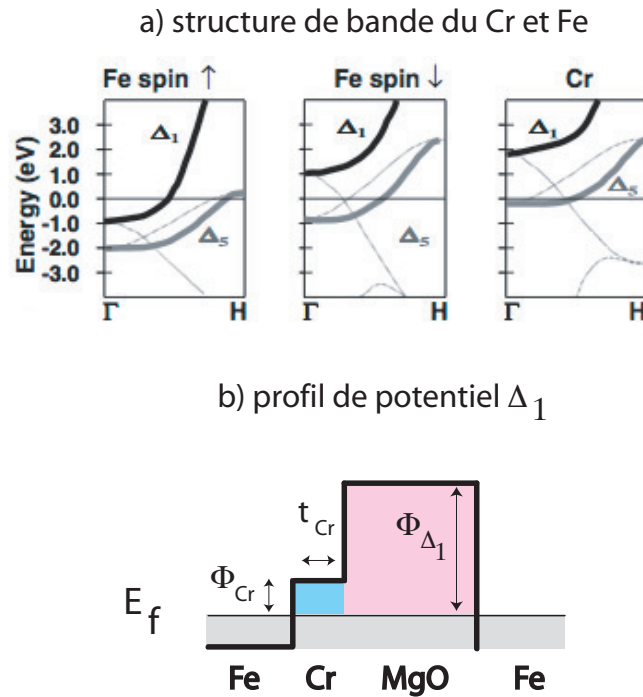 a) structure de bande du Cr et Fe
Fe spin ↑
Fe spin ↓
Cr
Energy (eV)
3.0
2.0
1.0
0.0
-1.0
-2.0
-3.0
Δ₁
Δ₅
Γ
H
Δ₁
Δ₅
Γ
H
Δ₁
Δ₅
Γ
H
b) profil de potentiel Δ₁
t Cr
Φ Cr
Φ Δ₁
E f
Fe Cr MgO Fe